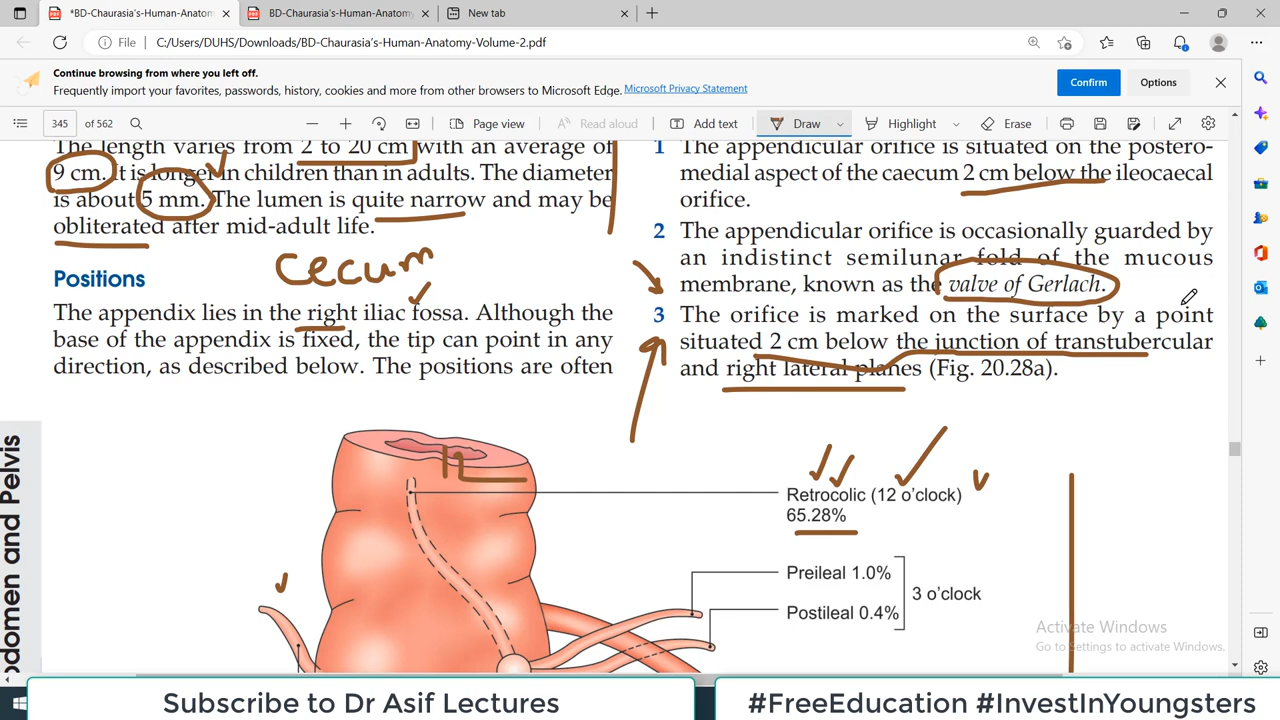 *BD-Chaurasia's-Human-Anatomy-
BD-Chaurasia's-Human-Anatomy-
New tab
File
C:/Users/DUHS/Downloads/BD-Chaurasia's-Human-Anatomy-Volume-2.pdf
Continue browsing from where you left off.
Frequently import your favorites, passwords, history, cookies and more from other browsers to Microsoft Edge. Microsoft Privacy Statement
Confirm
Options
345 of 562
Page view
Read aloud
Add text
Draw
Highlight
Erase
The length varies from 2 to 20 cm with an average of
9 cm. It is longer in children than in adults. The diameter
is about 5 mm. The lumen is quite narrow and may be
obliterated after mid-adult life.
cecum
Positions
The appendix lies in the right iliac fossa. Although the
base of the appendix is fixed, the tip can point in any
direction, as described below. The positions are often
1 The appendicular orifice is situated on the postero-
medial aspect of the caecum 2 cm below the ileocaecal
orifice.
2 The appendicular orifice is occasionally guarded by
an indistinct semilunar fold of the mucous
membrane, known as the valve of Gerlach.
3 The orifice is marked on the surface by a point
situated 2 cm below the junction of transtubercular
and right lateral planes (Fig. 20.28a).
Retrocolic (12 o'clock)
65.28%
Preileal 1.0%
Postileal 0.4%
3 o'clock
odomen and Pelvis
Activate Windows
Go to Settings to activate Windows.
Subscribe to Dr Asif Lectures
#FreeEducation #InvestInYoungsters